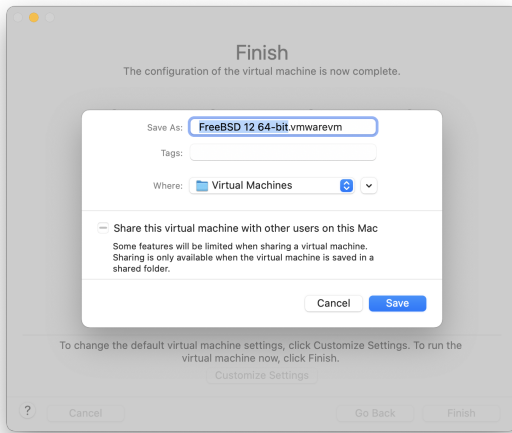 Finish
The configuration of the virtual machine is now complete.
Save As: FreeBSD 12 64-bit.vmwarevm
Tags:
Where: Virtual Machines
Share this virtual machine with other users on this Mac
Some features will be limited when sharing a virtual machine.
Sharing is only available when the virtual machine is saved in a
shared folder.
Cancel Save
To change the default virtual machine settings, click Customize Settings. To run the
virtual machine now, click Finish.
Customize Settings
? Cancel Go Back Finish